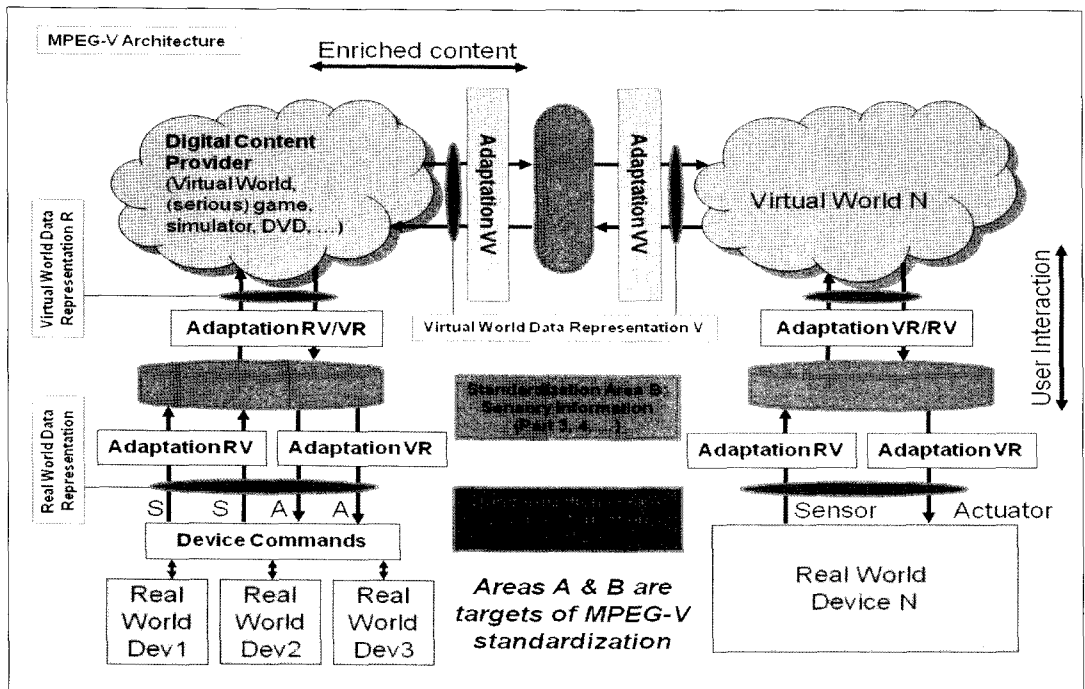 MPEG-V Architecture
Enriched content
Digital Content
Provider
(Virtual World,
(serious) game,
simulator, DVD, ...)
Adaptation VV
Adaptation VV
Virtual World N
Virtual World Data
Representation R
Adaptation RV/VR
Virtual World Data Representation V
Adaptation VR/RV
User Interaction
Standardization Area B:
Sensory Information
(Part 3, 4, ...)
Real World Data
Representation
Adaptation RV
Adaptation VR
Adaptation RV
Adaptation VR
S
S
A
A
Sensor
Actuator
Device Commands
Real
World
Dev1
Real
World
Dev2
Real
World
Dev3
Areas A & B are
targets of MPEG-V
standardization
Real World
Device N